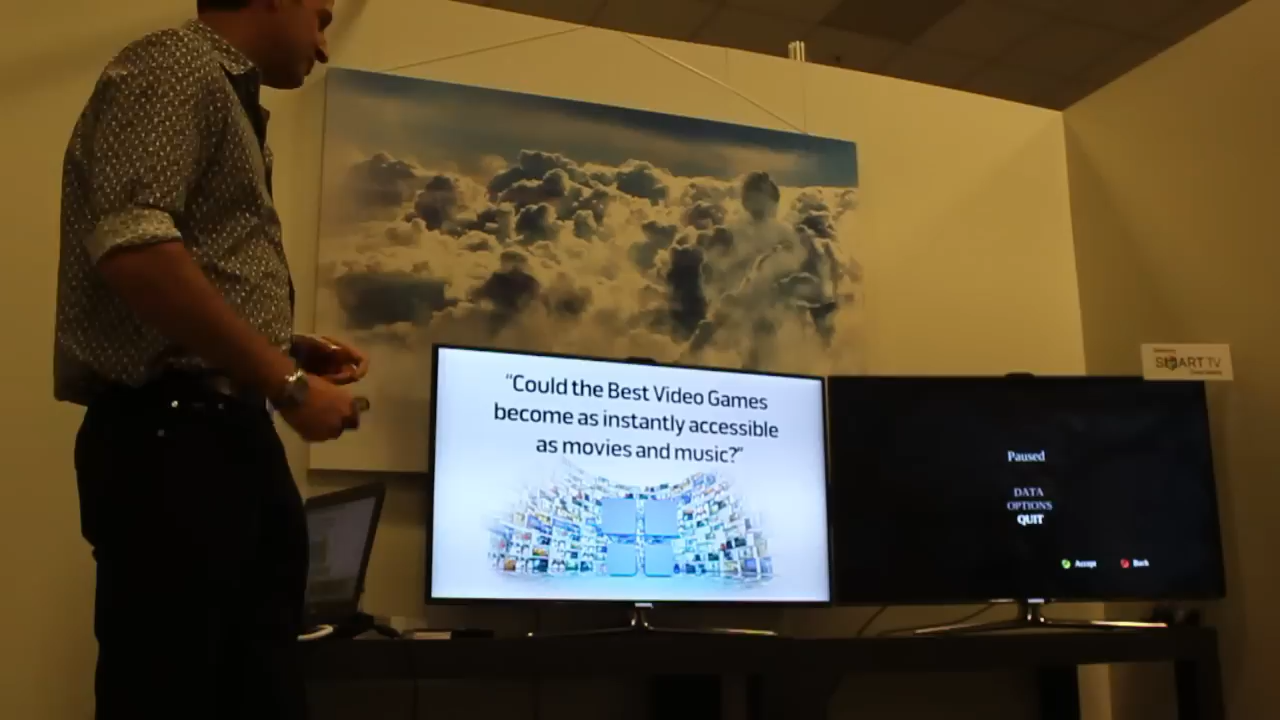 “Could the Best Video Games
become as instantly accessible
as movies and music?”
SMART TV
Paused
DATA
OPTIONS
QUIT
Accept
Back